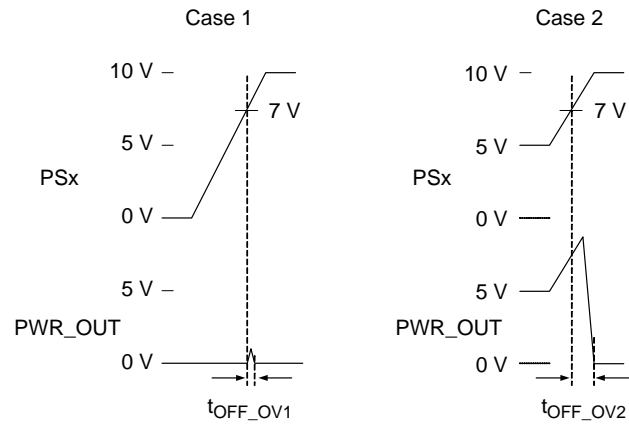 Case 1
10 V
7 V
5 V
PSx
0 V
5 V
PWR_OUT
0 V
tOFF_OV1
Case 2
10 V
7 V
5 V
PSx
0 V
5 V
PWR_OUT
0 V
tOFF_OV2